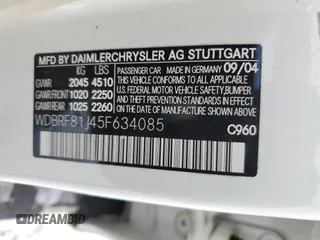 MFD BY DAIMLERCHRYSLER AG STUTTGART
KG LBS MADE IN GERMANY 09/04
GVWR 2045 4510
GAWR FRONT 1020 2250
GAWR REAR 1025 2260
THIS VEHICLE CONFORMS TO ALL APPLICABLE
U.S. FEDERAL MOTOR VEHICLE SAFETY, BUMPER,
AND THEFT PREVENTION STANDARDS IN EFFECT
ON THE DATE OF MANUFACTURE SHOWN ABOVE.
WDBRF81J45F634085
VEHICLE TYPE: PASSENGER CAR
C960
DREAMBID